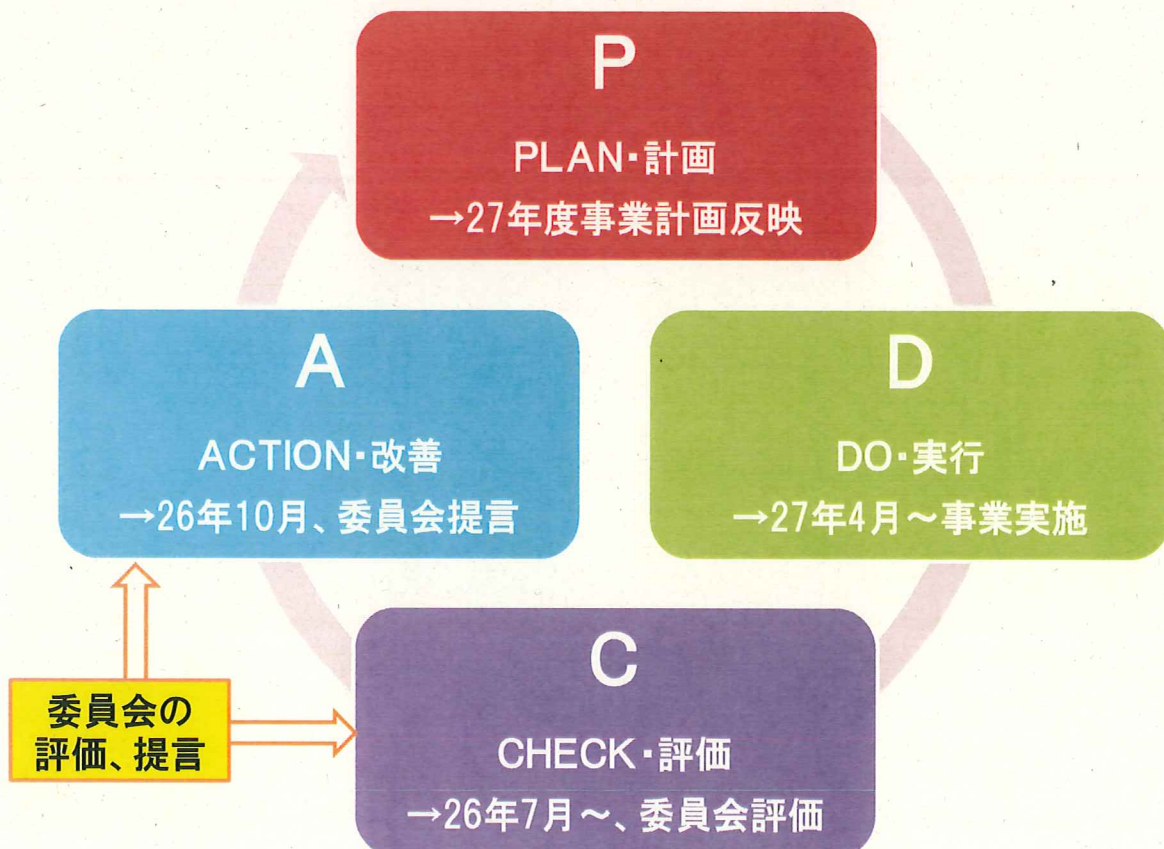 P
PLAN・計画
→27年度事業計画反映
A
ACTION・改善
→26年10月、委員会提言
D
DO・実行
→27年4月～事業実施
委員会の
評価、提言
C
CHECK・評価
→26年7月～、委員会評価